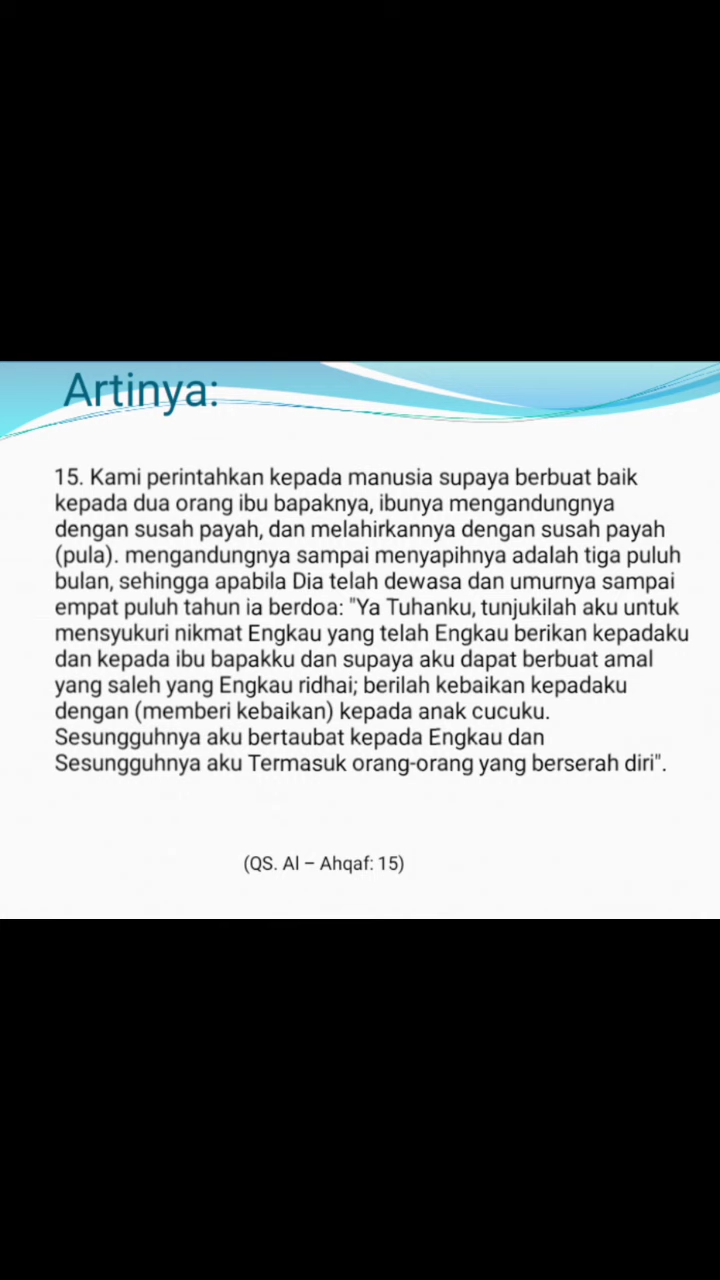 Artinya:
15. Kami perintahkan kepada manusia supaya berbuat baik
kepada dua orang ibu bapaknya, ibunya mengandungnya
dengan susah payah, dan melahirkannya dengan susah payah
(pula). mengandungnya sampai menyapihnya adalah tiga puluh
bulan, sehingga apabila Dia telah dewasa dan umurnya sampai
empat puluh tahun ia berdoa: "Ya Tuhanku, tunjukilah aku untuk
mensyukuri nikmat Engkau yang telah Engkau berikan kepadaku
dan kepada ibu bapakku dan supaya aku dapat berbuat amal
yang saleh yang Engkau ridhai; berilah kebaikan kepadaku
dengan (memberi kebaikan) kepada anak cucuku.
Sesungguhnya aku bertaubat kepada Engkau dan
Sesungguhnya aku Termasuk orang-orang yang berserah diri".
(QS. Al – Ahqaf: 15)